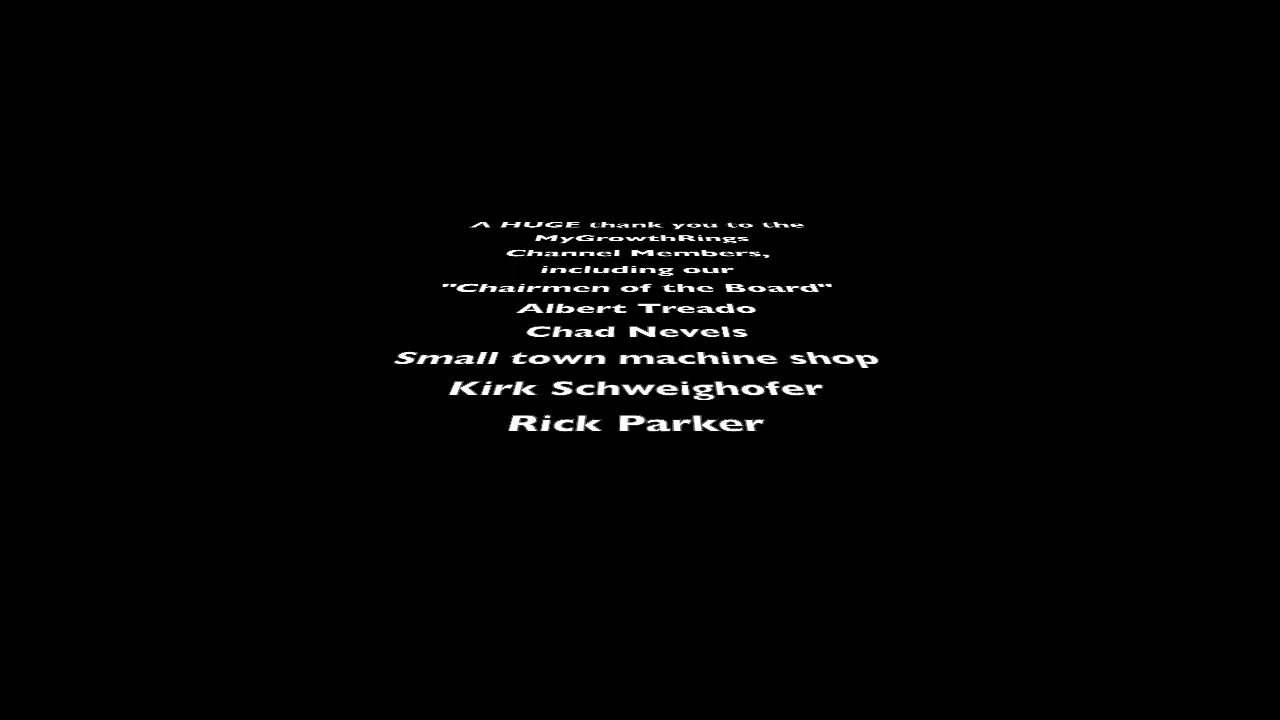 A HUGE thank you to the
MyGrowthRings
Channel Members,
including our
"Chairmen of the Board"
Albert Treado
Chad Nevels
Small town machine shop
Kirk Schweighofer
Rick Parker